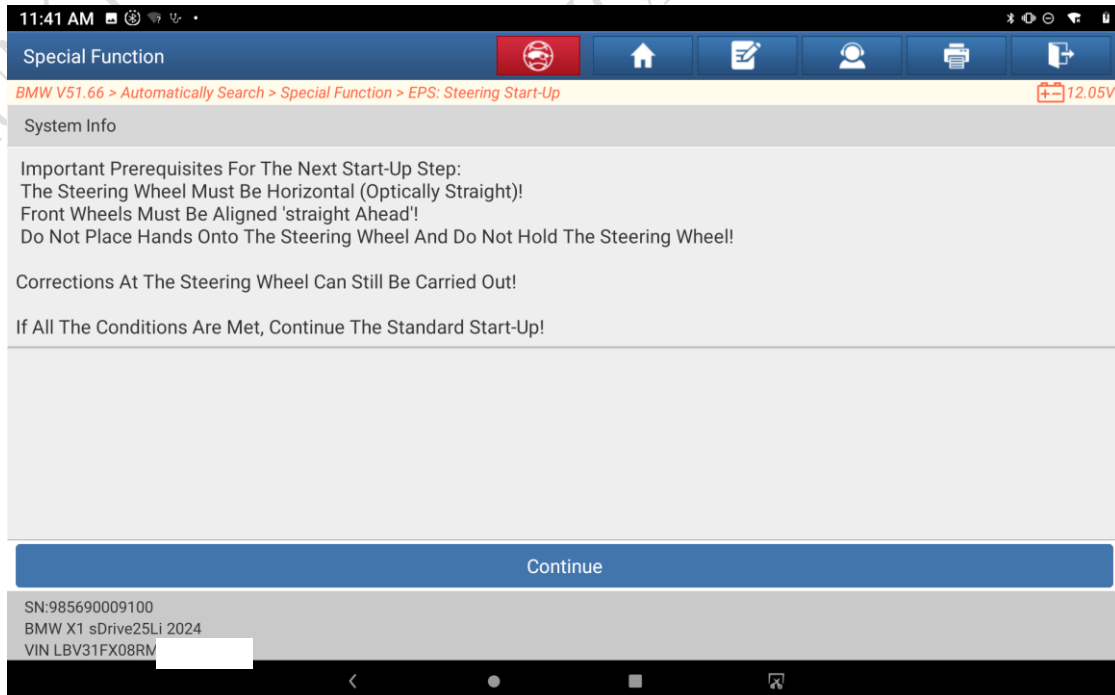 11:41 AM
Special Function
BMW V51.66 > Automatically Search > Special Function > EPS: Steering Start-Up
12.05V
System Info
Important Prerequisites For The Next Start-Up Step:
The Steering Wheel Must Be Horizontal (Optically Straight)!
Front Wheels Must Be Aligned 'straight Ahead'!
Do Not Place Hands Onto The Steering Wheel And Do Not Hold The Steering Wheel!
Corrections At The Steering Wheel Can Still Be Carried Out!
If All The Conditions Are Met, Continue The Standard Start-Up!
Continue
SN:985690009100
BMW X1 sDrive25Li 2024
VIN LBV31FX08RM